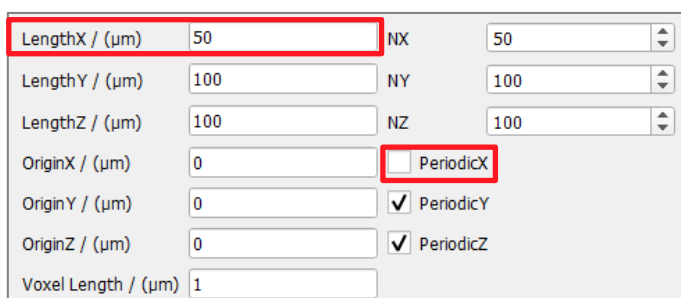 LengthX / (µm) 50 NX 50
LengthY / (µm) 100 NY 100
LengthZ / (µm) 100 NZ 100
OriginX / (µm) 0 PeriodicX
OriginY / (µm) 0 PeriodicY
OriginZ / (µm) 0 PeriodicZ
Voxel Length / (µm) 1